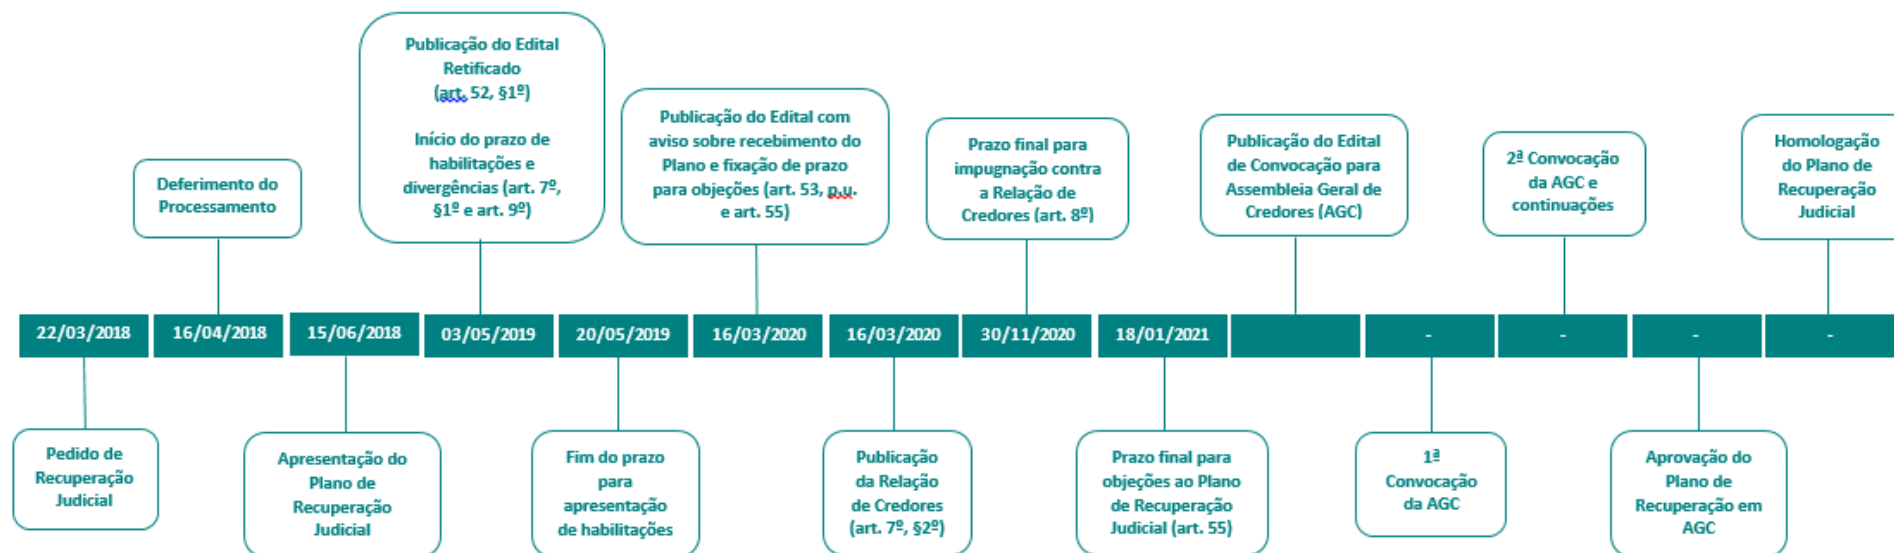 Publicação do Edital
Retificado
(art. 52, §1º)
Início do prazo de
habilitações e
divergências (art. 7º,
§1º e art. 9º)
Publicação do Edital com
aviso sobre recebimento do
Plano e fixação de prazo
para objeções (art. 53, p.u.
e art. 55)
Prazo final para
impugnação contra
a Relação de
Credores (art. 8º)
Publicação do Edital
de Convocação para
Assembleia Geral de
Credores (AGC)
2ª Convocação
da AGC e
continuações
Homologação
do Plano de
Recuperação
Judicial
Deferimento do
Processamento
22/03/2018
16/04/2018
15/06/2018
03/05/2019
20/05/2019
16/03/2020
16/03/2020
30/11/2020
18/01/2021
-
-
-
-
Pedido de
Recuperação
Judicial
Apresentação do
Plano de
Recuperação
Judicial
Fim do prazo
para
apresentação
de habilitações
Publicação
da Relação
de Credores
(art. 7º, §2º)
Prazo final para
objeções ao Plano
de Recuperação
Judicial (art. 55)
1ª
Convocação
da AGC
Aprovação do
Plano de
Recuperação em
AGC